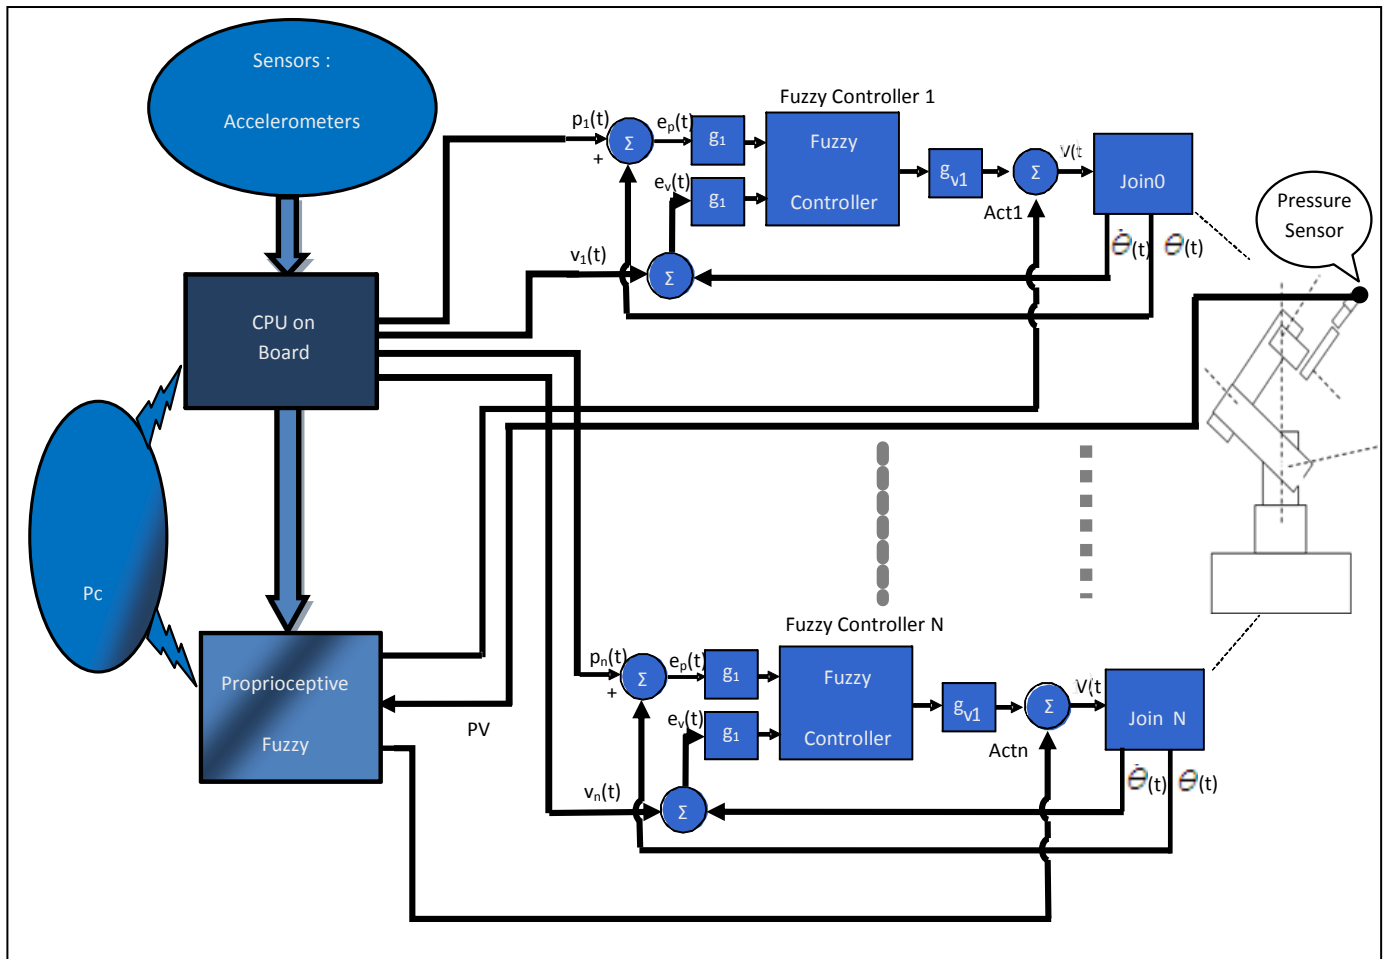 Sensors :
Accelerometers
CPU on
Board
Pc
Proprioceptive
Fuzzy
PV
Fuzzy Controller 1
p₁(t)
+
Σ
eₚ(t)
g₁
Fuzzy
Controller
eᵥ(t)
g₁
v₁(t)
Σ
gᵥ₁
Σ
Act1
V(t
Join0
θ̇(t)
θ(t)
Pressure
Sensor
Fuzzy Controller N
pₙ(t)
+
Σ
eₚ(t)
g₁
Fuzzy
Controller
eᵥ(t)
g₁
vₙ(t)
Σ
gᵥ₁
Σ
Actn
V(t
Join N
θ̇(t)
θ(t)